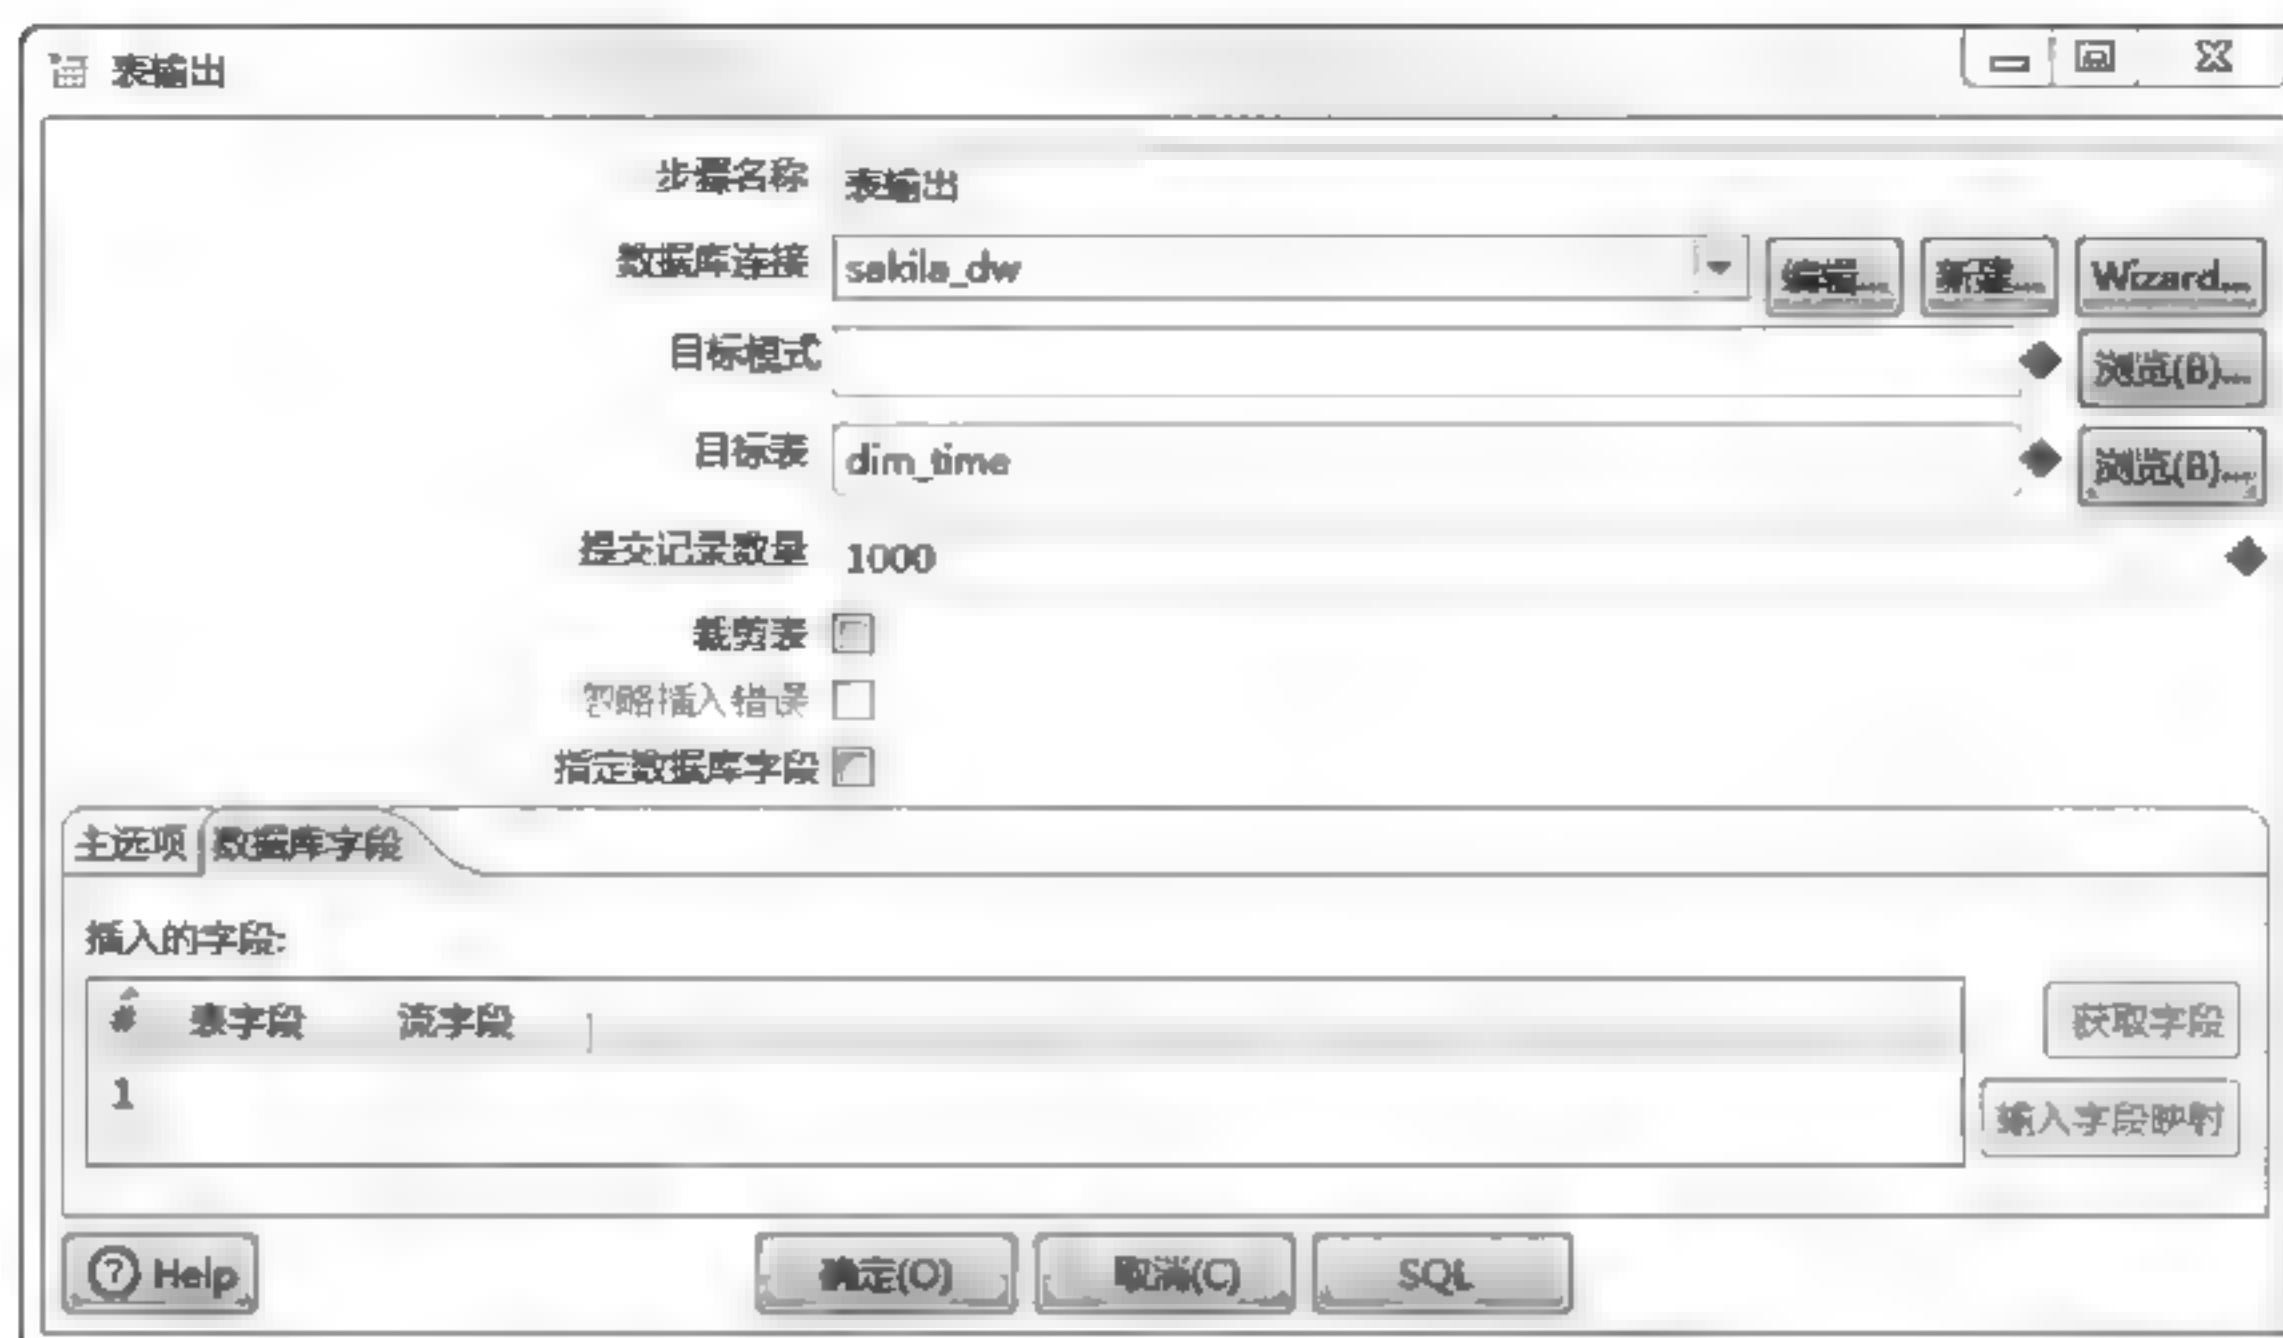 表输出
步骤名称 表输出
数据库连接 sakila_dw 编辑... 新建... Wizard...
目标模式 浏览(B)...
目标表 dim_time 浏览(B)...
提交记录数量 1000
裁剪表
忽略插入错误
指定数据库字段
主选项 数据库字段
插入的字段:
# 表字段 流字段 获取字段
1
输入字段映射
Help 确定(O) 取消(C) SQL